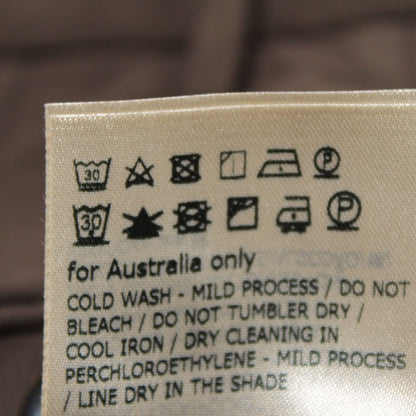 30 P
30 P
for Australia only
COLD WASH - MILD PROCESS / DO NOT
BLEACH / DO NOT TUMBLER DRY /
COOL IRON / DRY CLEANING IN
PERCHLOROETHYLENE - MILD PROCESS
/ LINE DRY IN THE SHADE